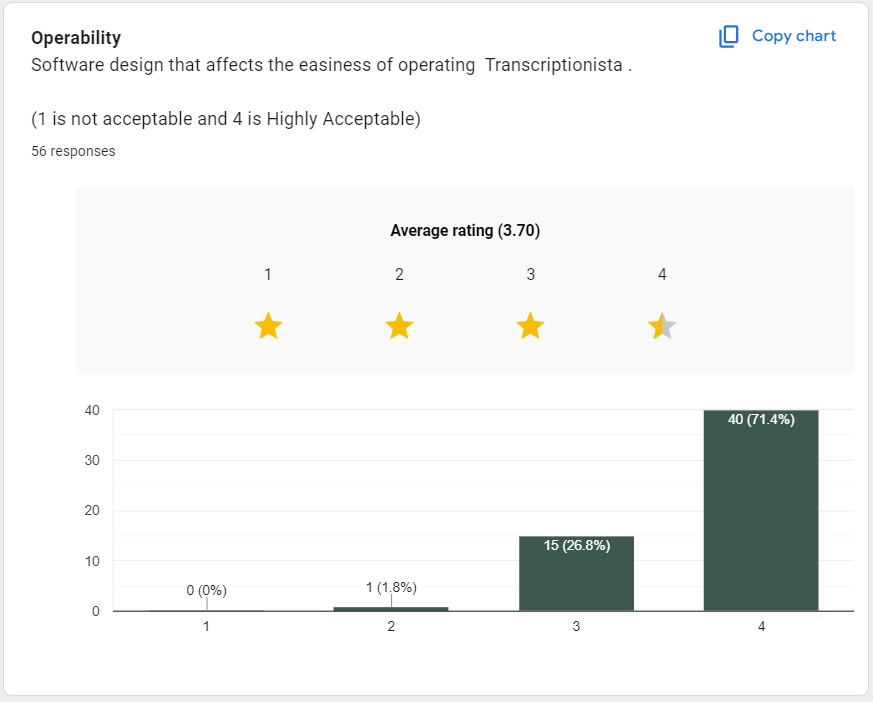 Operability
Copy chart
Software design that affects the easiness of operating  Transcriptionista .
(1 is not acceptable and 4 is Highly Acceptable)
56 responses
Average rating (3.70)
1 2 3 4
40
40 (71.4%)
30
20
15 (26.8%)
10
0 (0%)
1 (1.8%)
0
1 2 3 4